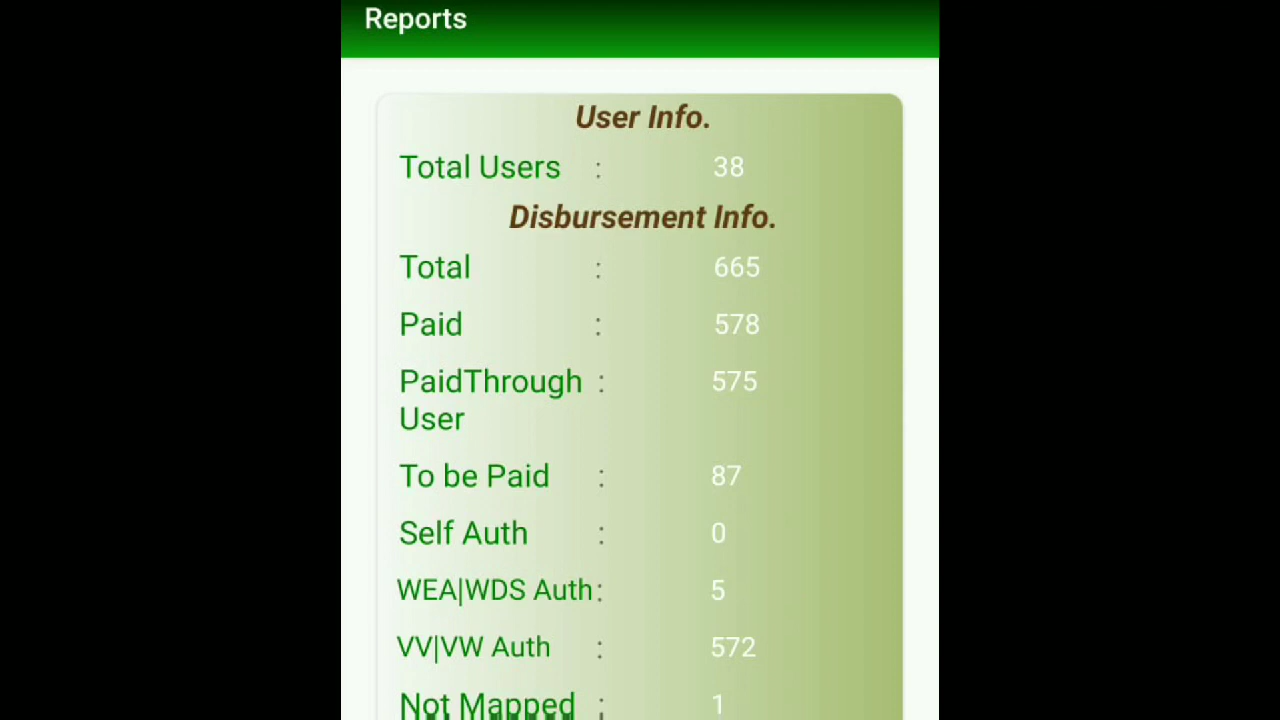 Reports
User Info.
Total Users : 38
Disbursement Info.
Total : 665
Paid : 578
PaidThrough : 575
User
To be Paid : 87
Self Auth : 0
WEA|WDS Auth : 5
VV|VW Auth : 572
Not Mapped : 1